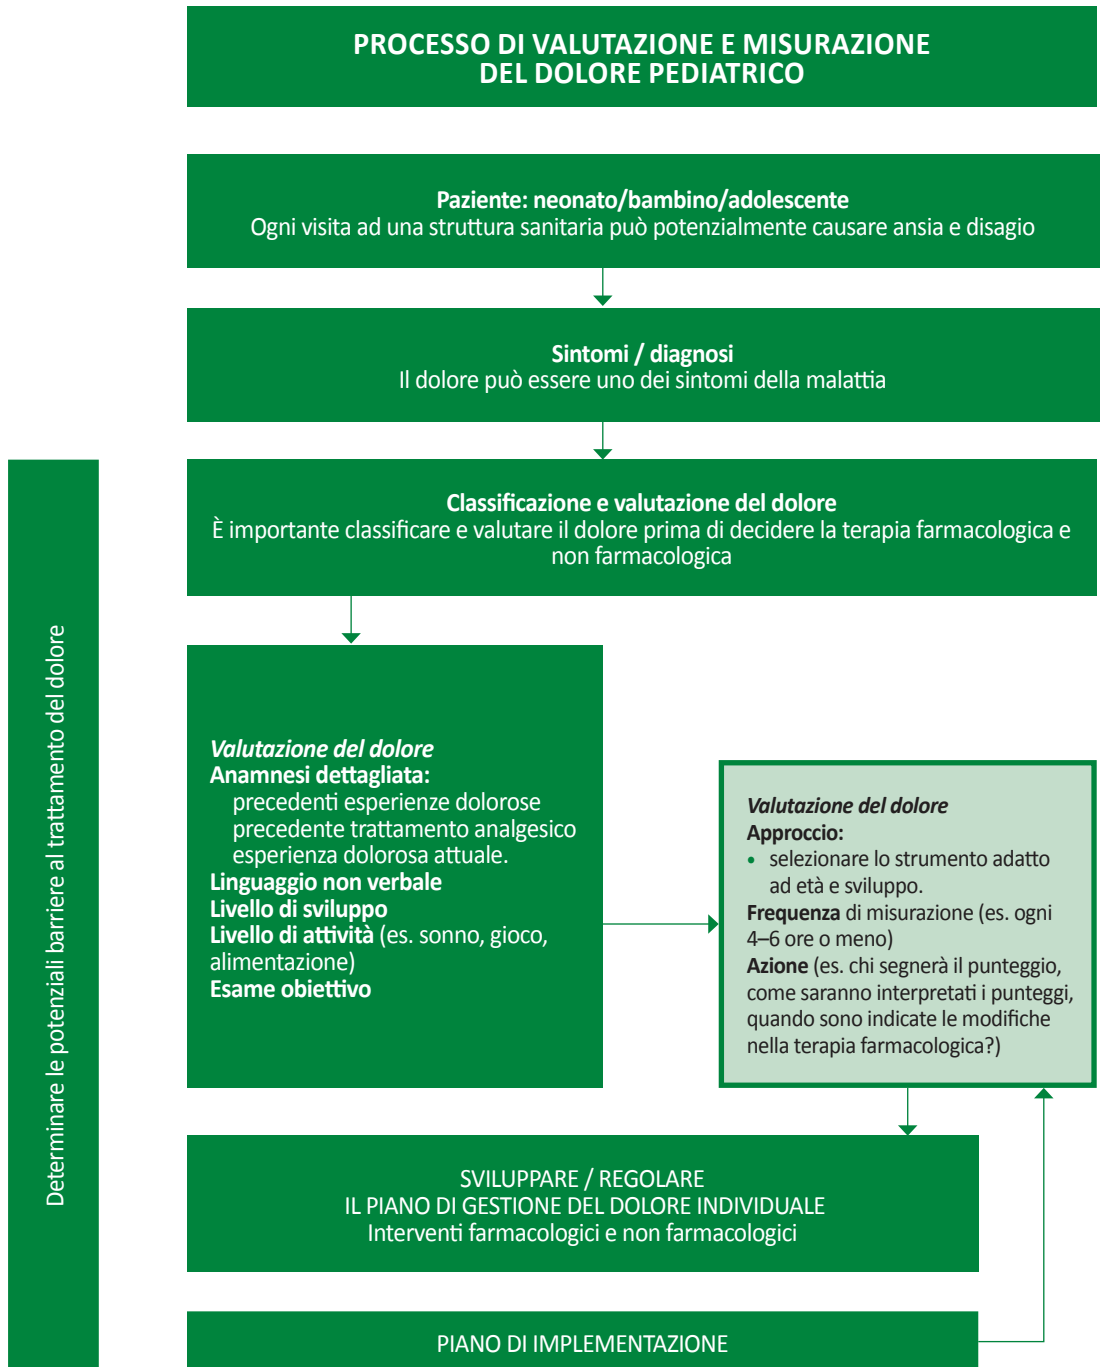 PROCESSO DI VALUTAZIONE E MISURAZIONE
DEL DOLORE PEDIATRICO
Paziente: neonato/bambino/adolescente
Ogni visita ad una struttura sanitaria può potenzialmente causare ansia e disagio
Sintomi / diagnosi
Il dolore può essere uno dei sintomi della malattia
Classificazione e valutazione del dolore
È importante classificare e valutare il dolore prima di decidere la terapia farmacologica e
non farmacologica
Determinare le potenziali barriere al trattamento del dolore
Valutazione del dolore
Anamnesi dettagliata:
precedenti esperienze dolorose
precedente trattamento analgesico
esperienza dolorosa attuale.
Linguaggio non verbale
Livello di sviluppo
Livello di attività (es. sonno, gioco,
alimentazione)
Esame obiettivo
Valutazione del dolore
Approccio:
• selezionare lo strumento adatto
ad età e sviluppo.
Frequenza di misurazione (es. ogni
4–6 ore o meno)
Azione (es. chi segnerà il punteggio,
come saranno interpretati i punteggi,
quando sono indicate le modifiche
nella terapia farmacologica?)
SVILUPPARE / REGOLARE
IL PIANO DI GESTIONE DEL DOLORE INDIVIDUALE
Interventi farmacologici e non farmacologici
PIANO DI IMPLEMENTAZIONE